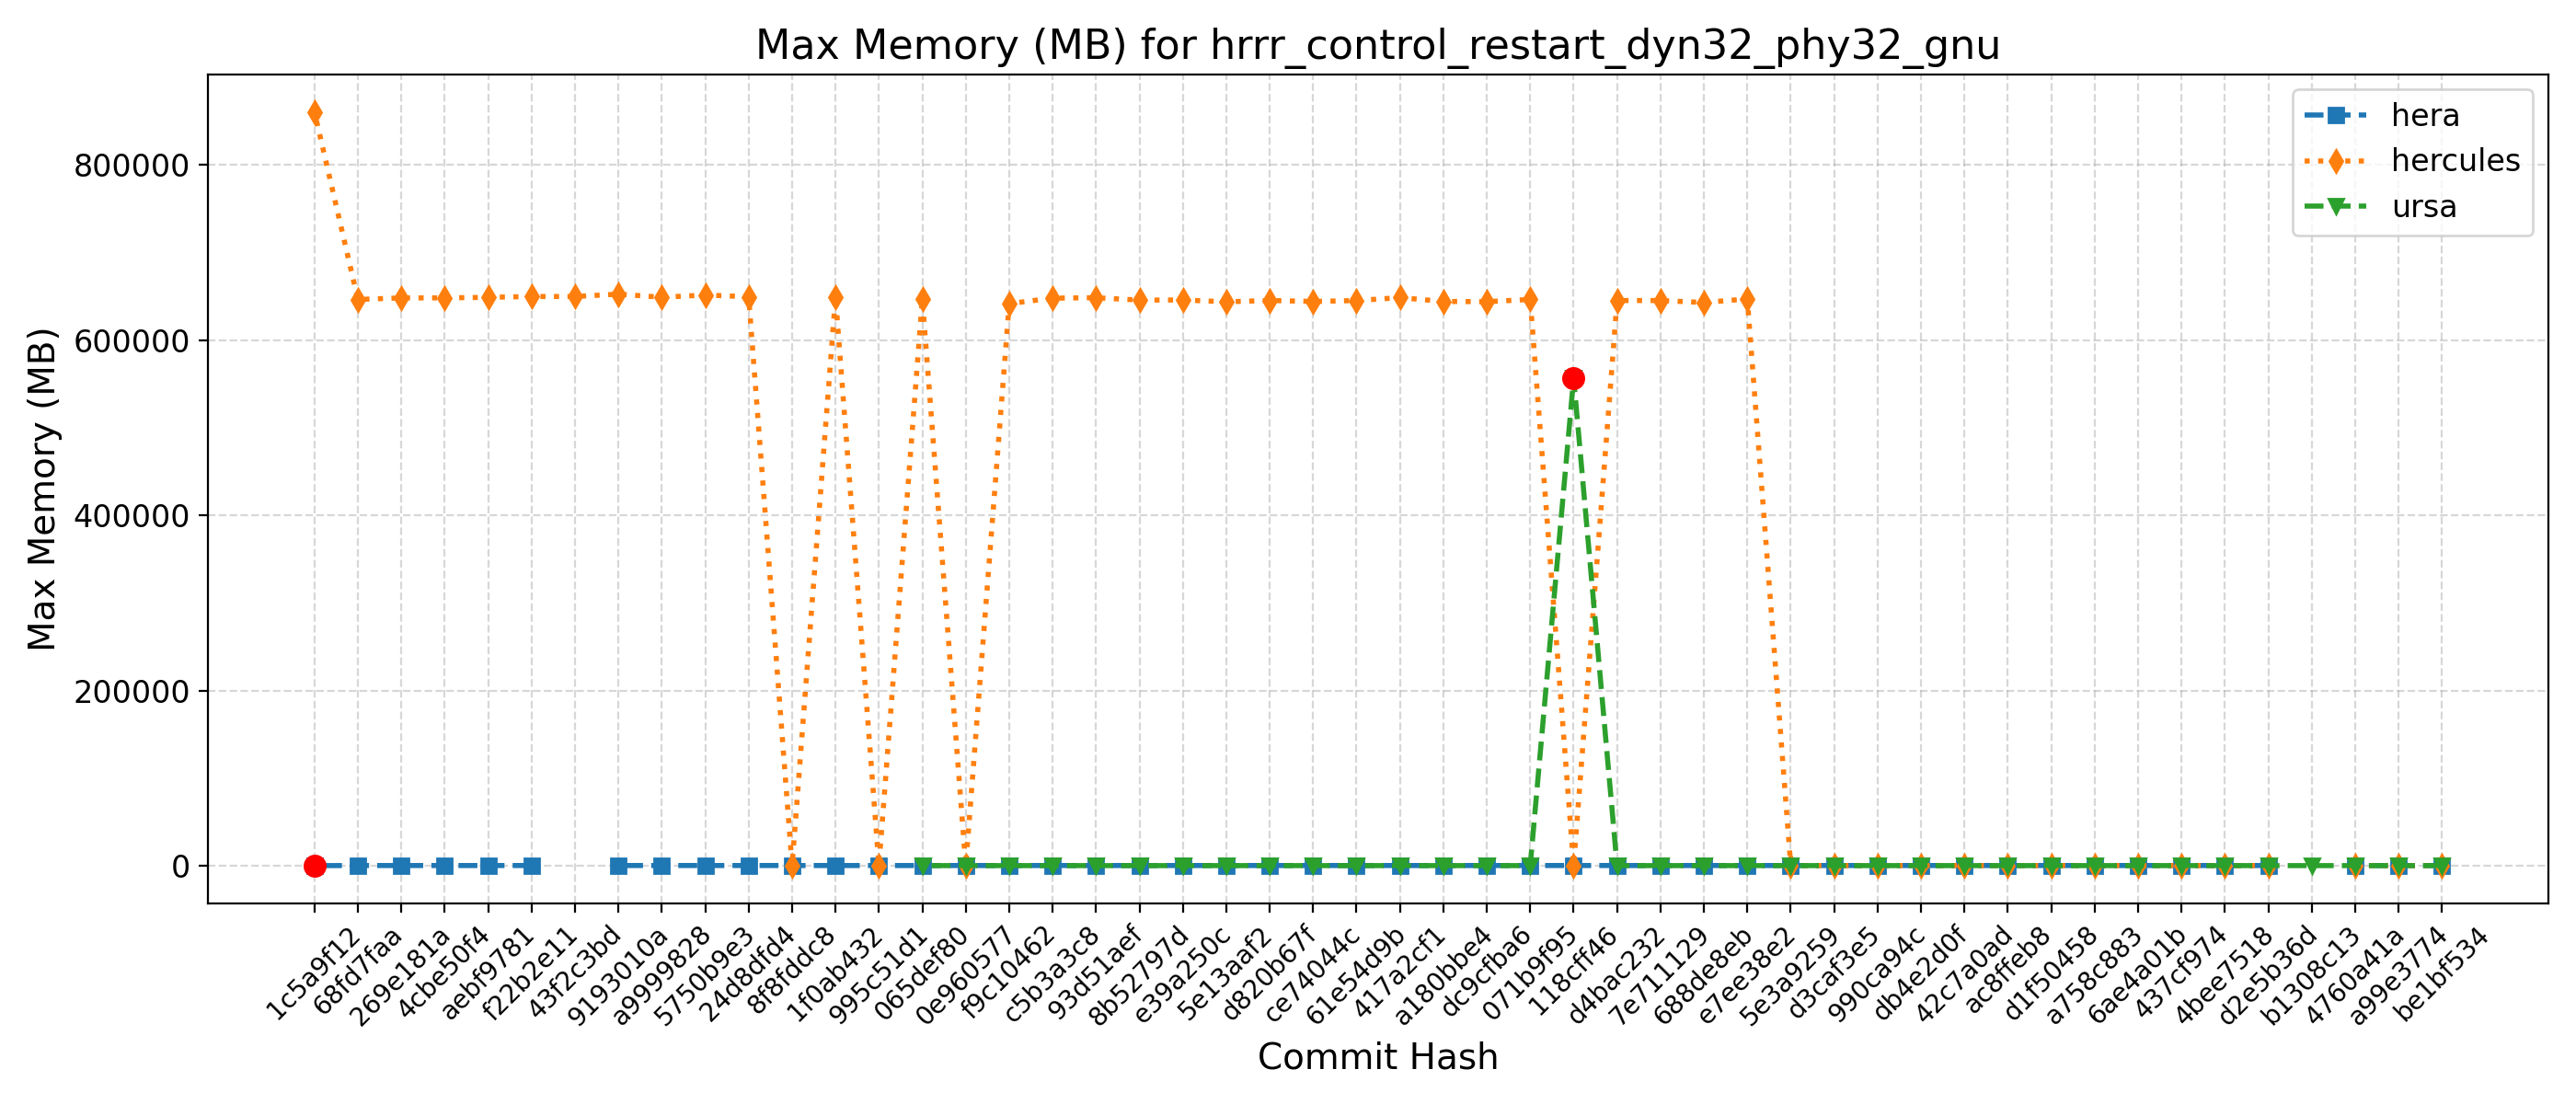 Max Memory (MB) for hrrr_control_restart_dyn32_phy32_gnu
hera
hercules
ursa
Max Memory (MB)
800000
600000
400000
200000
0
1c5a9f12
68fd7faa
269e181a
4cbe50f4
aebf9781
f22b2e11
43f2c3bd
9193010a
a9999828
5750b9e3
24d8dfd4
8f8fddc8
1f0ab432
995c51d1
065def80
0e960577
f9c10462
c5b3a3c8
93d51aef
8b52797d
e39a250c
5e13aaf2
d820b67f
ce74044c
61e54d9b
417a2cf1
a180bbe4
dc9cfba6
071b9f95
118cff46
d4bac232
7e711129
688de8eb
e7ee38e2
5e3a9259
d3caf3e5
990ca94c
db4e2d0f
42c7a0ad
ac8ffeb8
d1f50458
a758c883
6ae4a01b
437cf974
4bee7518
d2e5b36d
b1308c13
4760a41a
a99e3774
be1bf534
Commit Hash